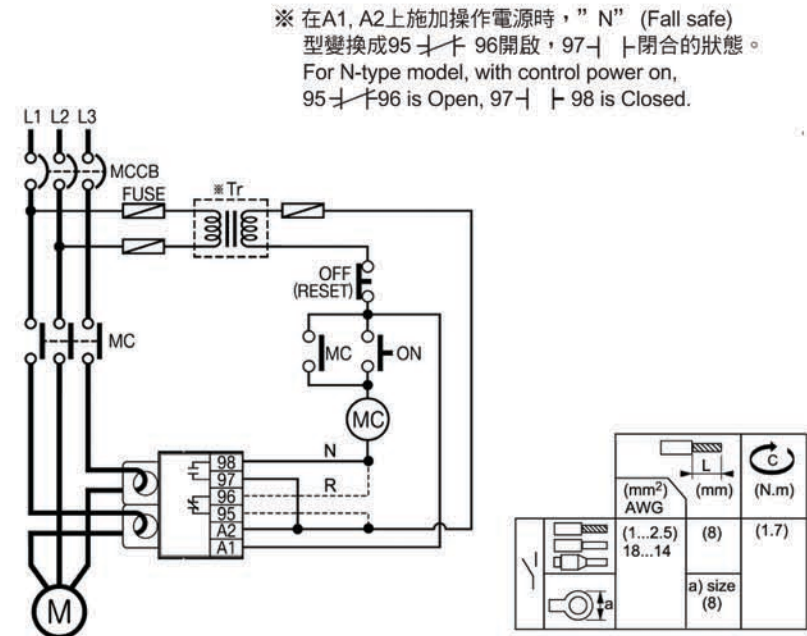 ※ 在A1, A2上施加操作電源時，” N” (Fall safe)
型變換成95 96開啟，97 閉合的狀態。
For N-type model, with control power on,
95 96 is Open, 97 98 is Closed.
L1 L2 L3
MCCB
FUSE
※Tr
OFF
(RESET)
MC
MC
ON
MC
N
R
98
97
96
95
A2
A1
M
L
C
(mm²)
AWG
(mm)
(N.m)
(1...2.5)
18...14
(8)
(1.7)
a
a) size
(8)